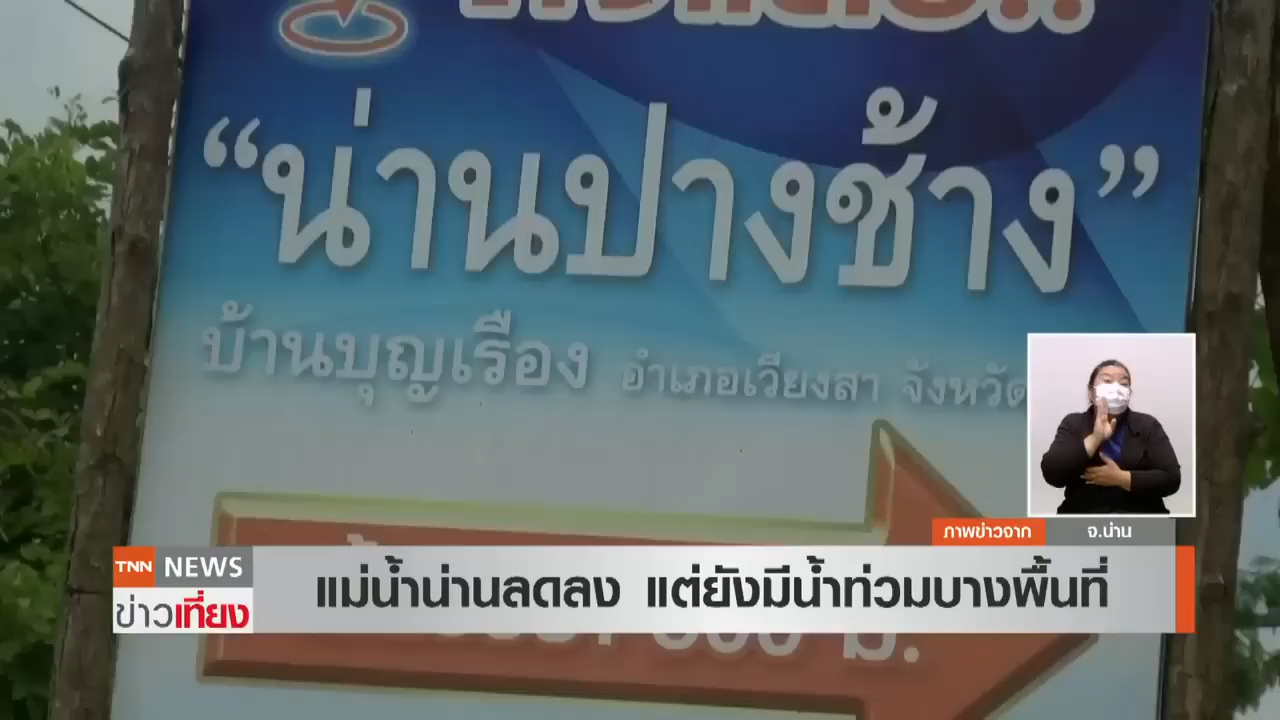 “น่านปางช้าง”
บ้านบุญเรือง อำเภอเวียงสา จังหวัด
ภาพข่าวจาก จ.น่าน
TNN NEWS
ข่าวเที่ยง
แม่น้ำน่านลดลง แต่ยังมีน้ำท่วมบางพื้นที่
ม.